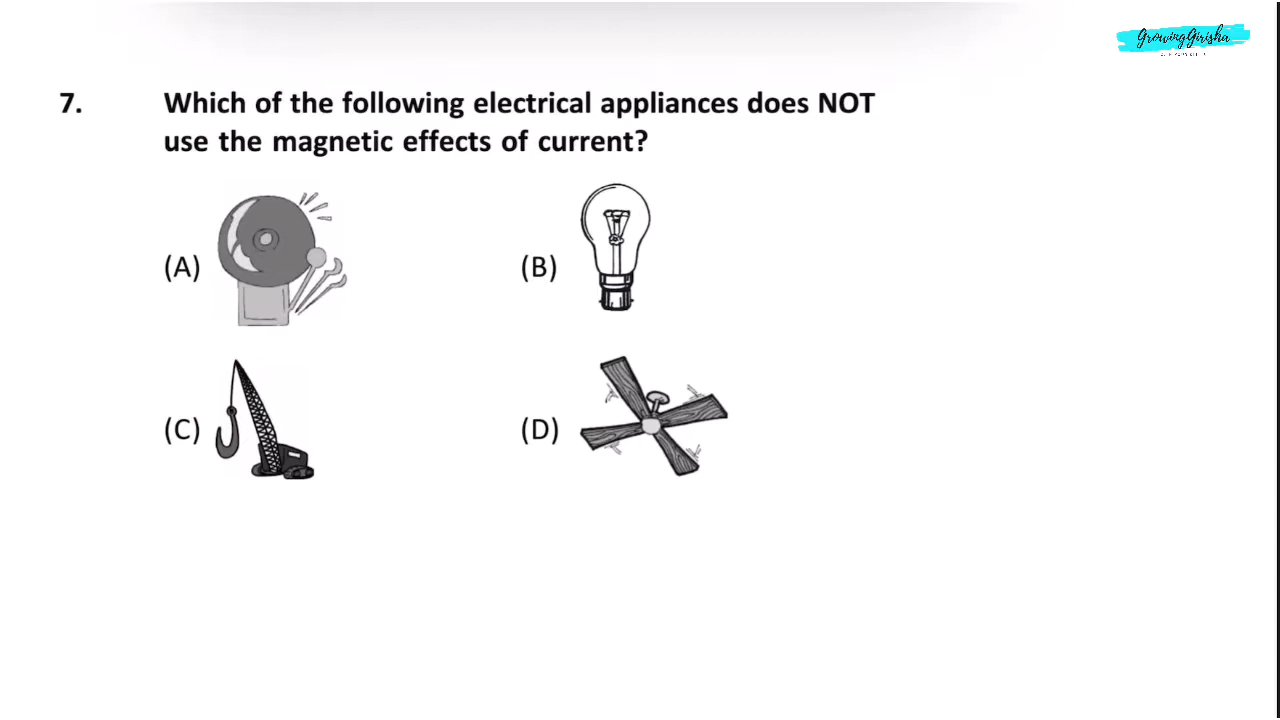 GrowingGirisha
7. Which of the following electrical appliances does NOT
use the magnetic effects of current?
(A)
(B)
(C)
(D)